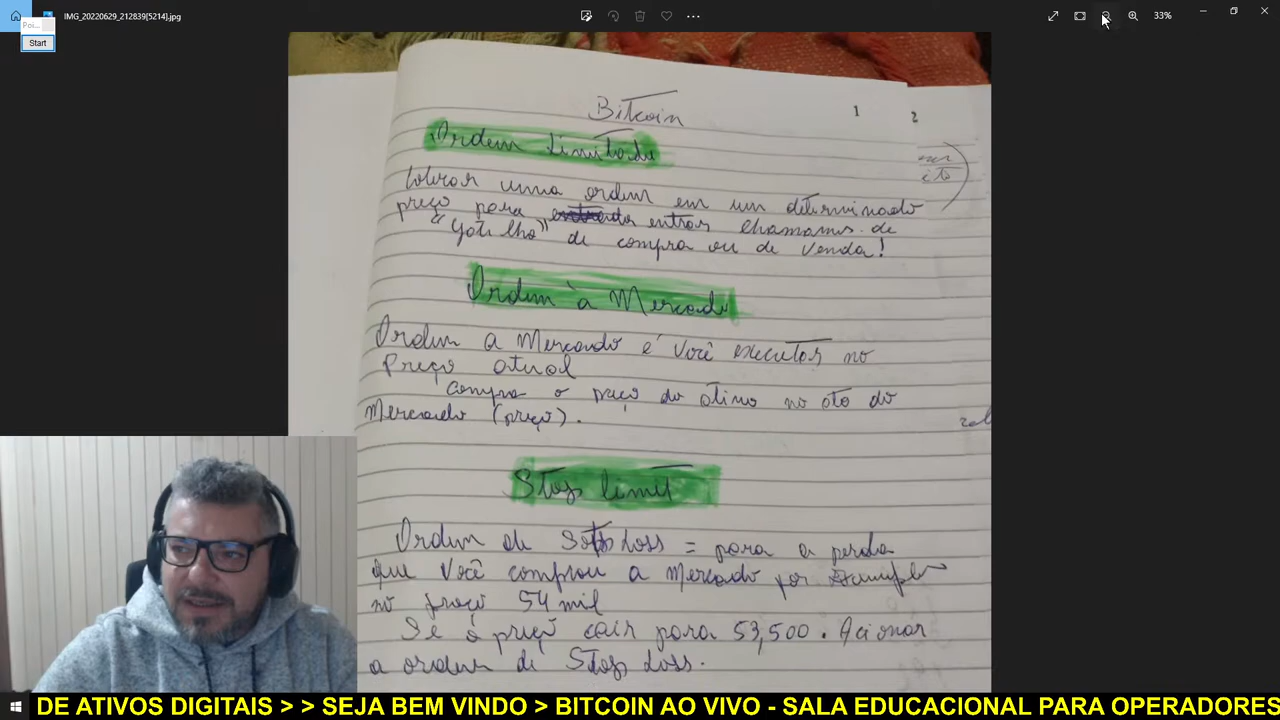 IMG_20220629_212839[5214].jpg
33%
Poi...
Start
Bitcoin
1 2
Ordem Limitada
Colocar uma ordem em um determinado
preço para entrar chamamos de
"Gatilho" de compra ou de venda!
Ordem à Mercado
Ordem a Mercado é você executar no
Preço atual
compra o preço do ativo no ato do
Mercado (preço).
Stop limit
Ordem de Stop Loss = para a perda
que você comprou a mercado por Exemplo
no preço 54 mil
Se o preço cair para 53,500. Acionar
a ordem de Stop Loss.
DE ATIVOS DIGITAIS > > SEJA BEM VINDO > BITCOIN AO VIVO - SALA EDUCACIONAL PARA OPERADORES